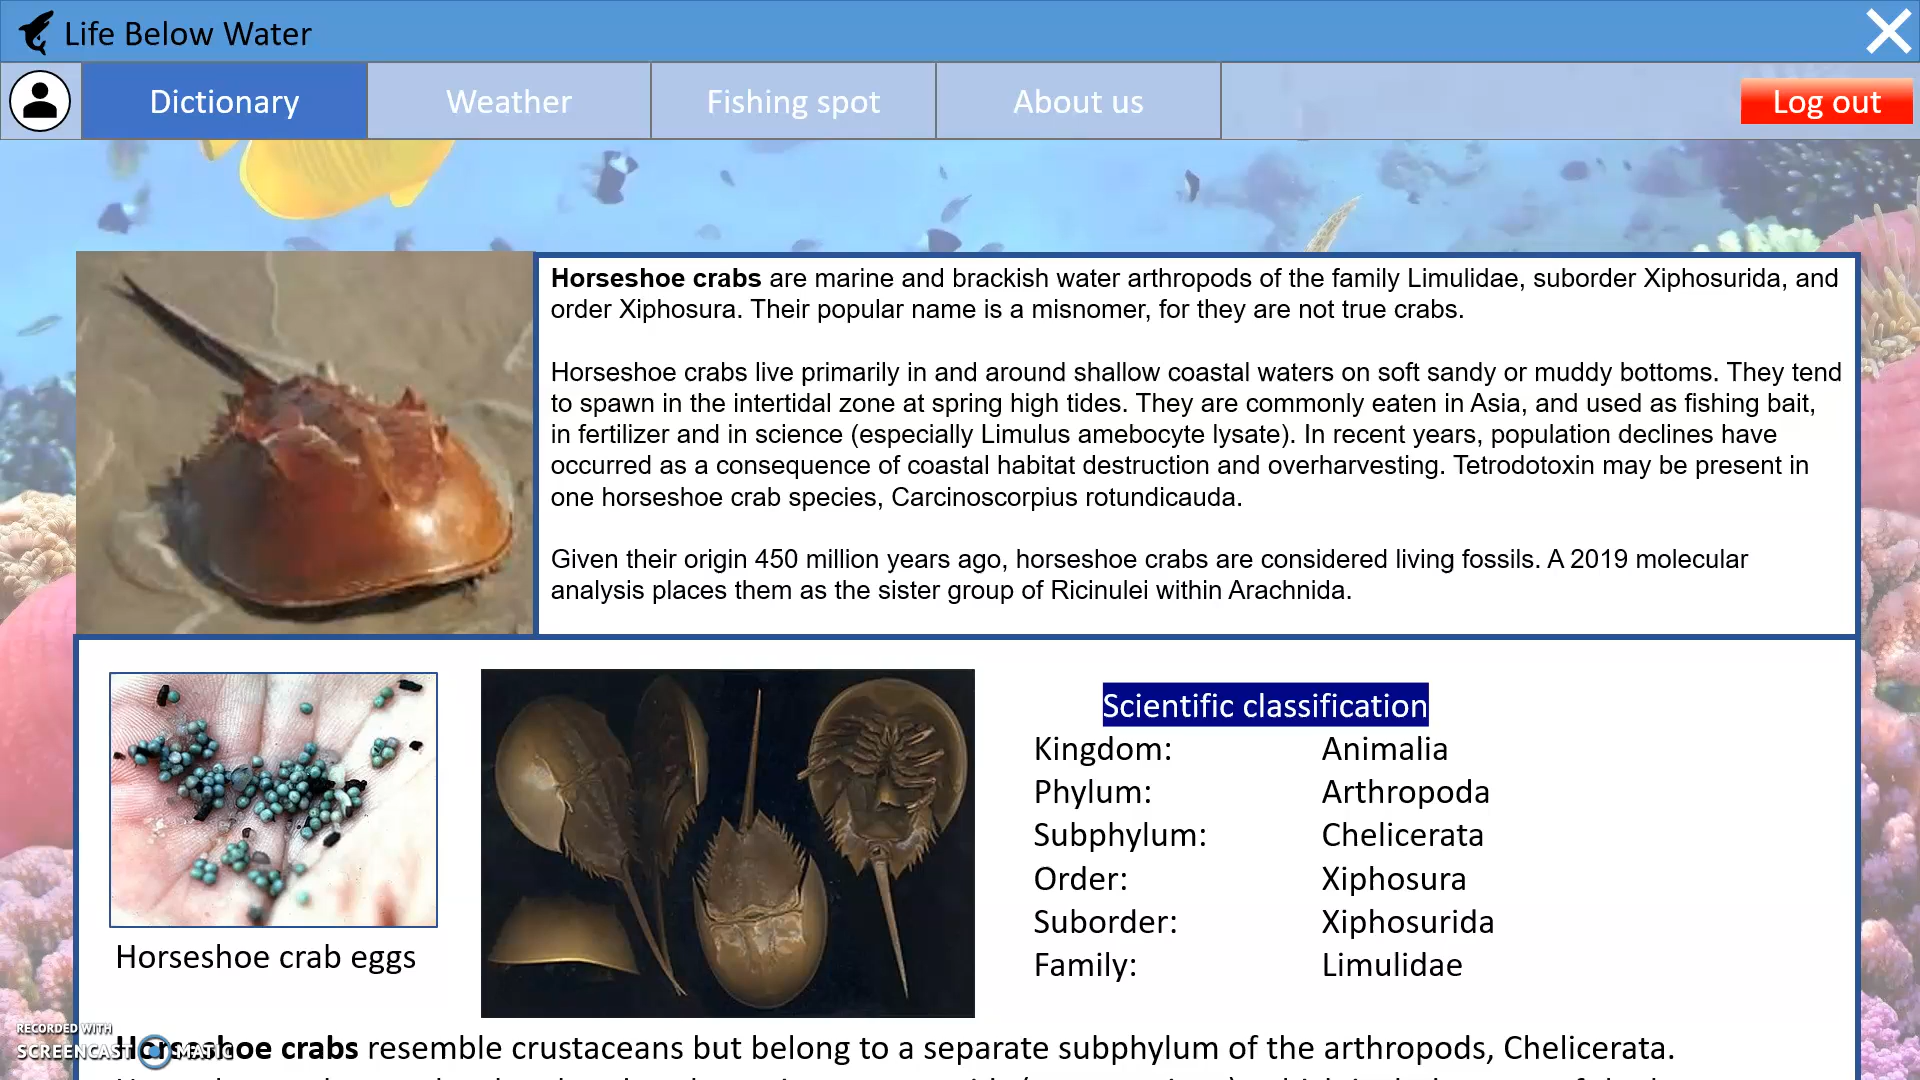 Life Below Water
Dictionary
Weather
Fishing spot
About us
Log out
Horseshoe crabs are marine and brackish water arthropods of the family Limulidae, suborder Xiphosurida, and
order Xiphosura. Their popular name is a misnomer, for they are not true crabs.
Horseshoe crabs live primarily in and around shallow coastal waters on soft sandy or muddy bottoms. They tend
to spawn in the intertidal zone at spring high tides. They are commonly eaten in Asia, and used as fishing bait,
in fertilizer and in science (especially Limulus amebocyte lysate). In recent years, population declines have
occurred as a consequence of coastal habitat destruction and overharvesting. Tetrodotoxin may be present in
one horseshoe crab species, Carcinoscorpius rotundicauda.
Given their origin 450 million years ago, horseshoe crabs are considered living fossils. A 2019 molecular
analysis places them as the sister group of Ricinulei within Arachnida.
Horseshoe crab eggs
Scientific classification
Kingdom: Animalia
Phylum: Arthropoda
Subphylum: Chelicerata
Order: Xiphosura
Suborder: Xiphosurida
Family: Limulidae
Horseshoe crabs resemble crustaceans but belong to a separate subphylum of the arthropods, Chelicerata.
RECORDED WITH
SCREENCAST MATIC